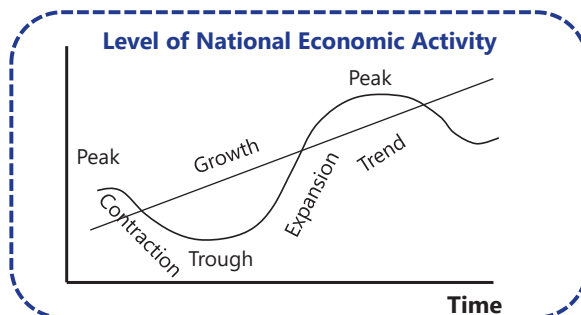 Level of National Economic Activity
Peak
Peak
Growth
Trend
Expansion
Contraction
Trough
Time